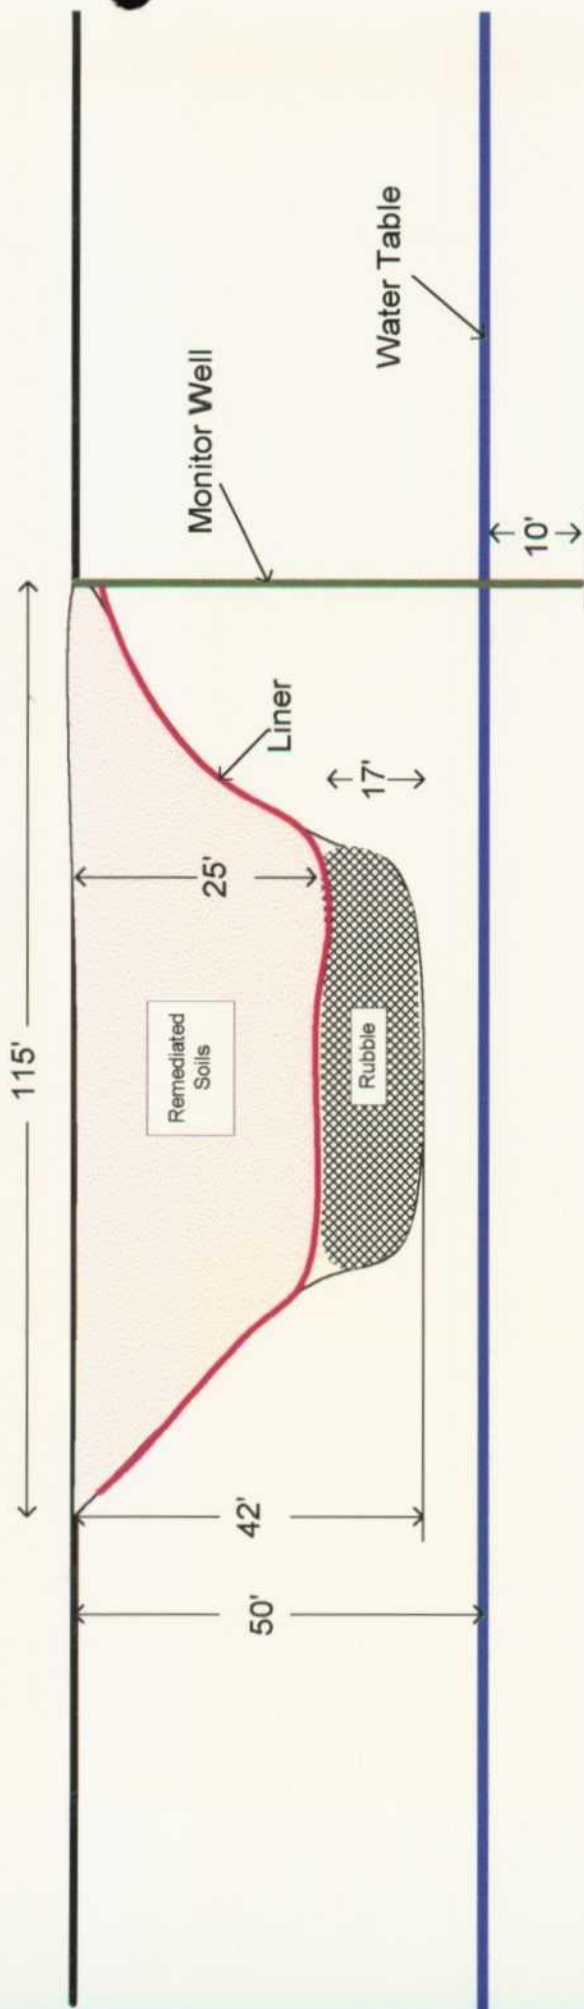 115'
Monitor Well
Water Table
Liner
25'
17'
10'
Remediated
Soils
Rubble
42'
50'